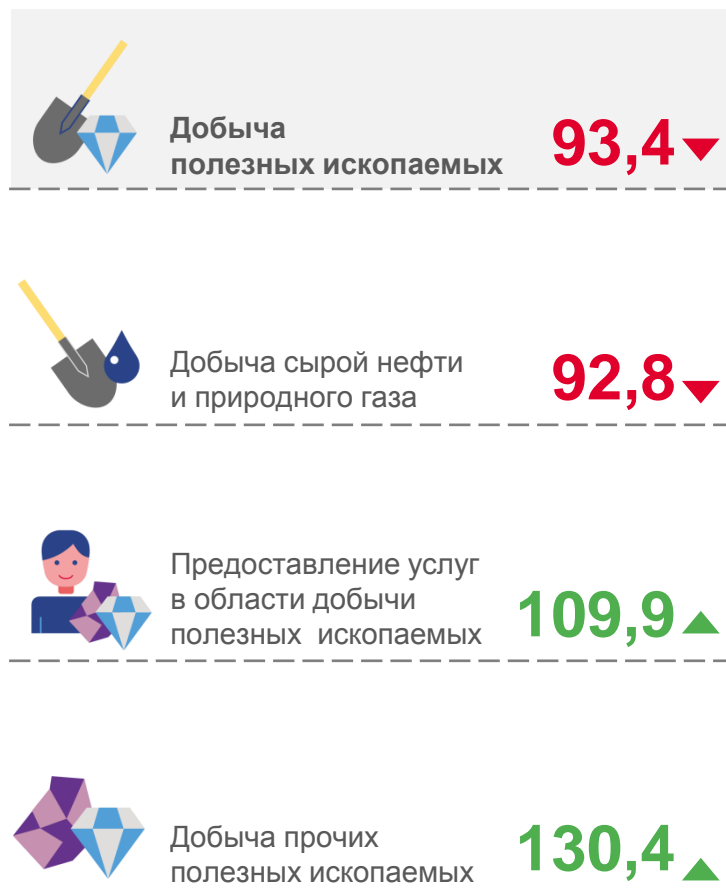 Добыча
полезных ископаемых
93,4
Добыча сырой нефти
и природного газа
92,8
Предоставление услуг
в области добычи
полезных ископаемых
109,9
Добыча прочих
полезных ископаемых
130,4